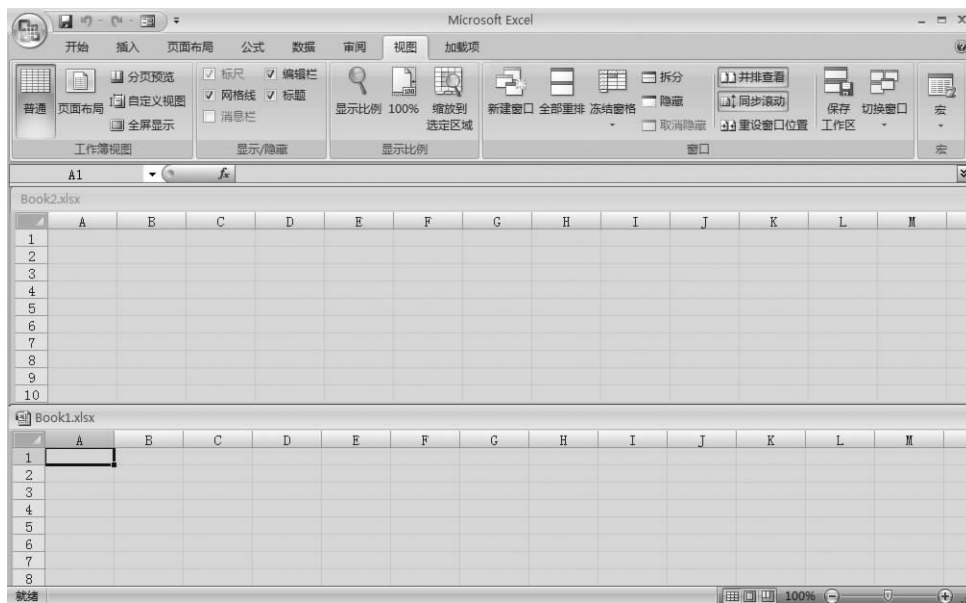 Microsoft Excel
开始 插入 页面布局 公式 数据 审阅 视图 加载项
普通 页面布局 分页预览 自定义视图 全屏显示
工作簿视图
标尺 编辑栏
网格线 标题
消息栏
显示/隐藏
显示比例 100% 缩放到选定区域
显示比例
新建窗口 全部重排 冻结窗格
拆分 隐藏 取消隐藏
并排查看 同步滚动 重设窗口位置
保存工作区 切换窗口
窗口
宏
宏
A1 fx
Book2.xlsx
A B C D E F G H I J K L M
1
2
3
4
5
6
7
8
9
10
Book1.xlsx
A B C D E F G H I J K L M
1
2
3
4
5
6
7
8
就绪 100%